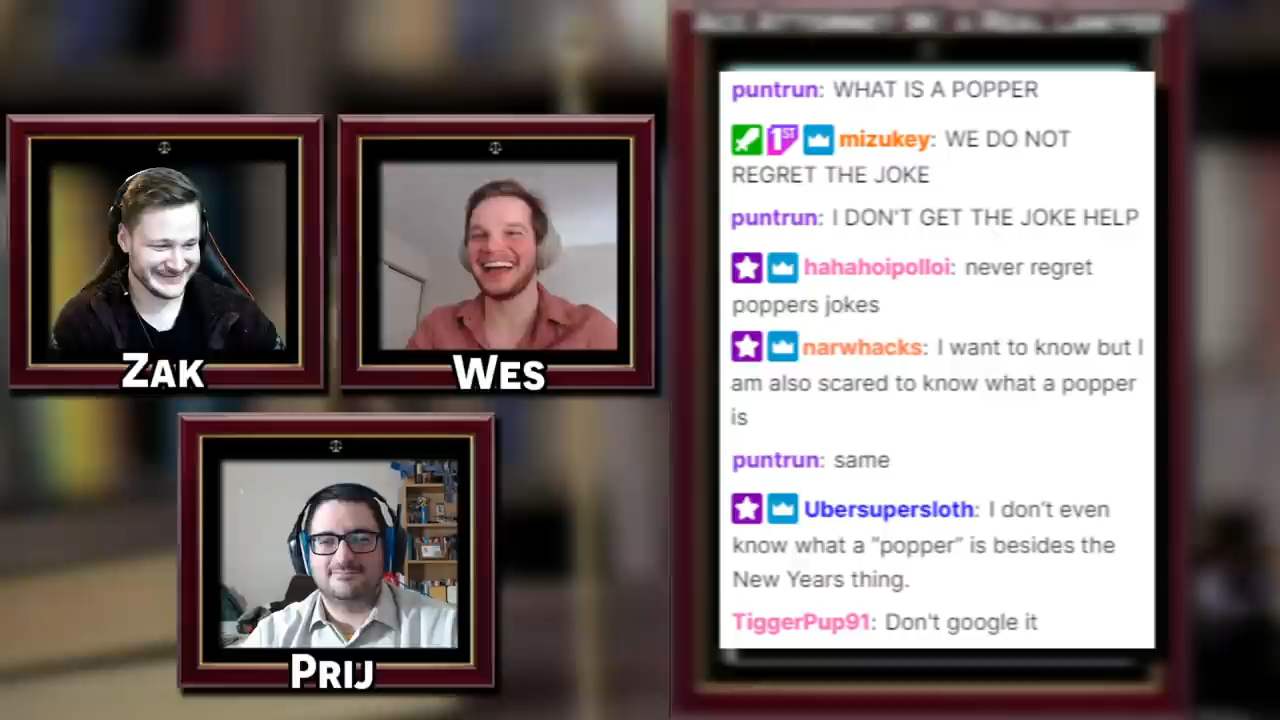 puntrun: WHAT IS A POPPER
1ST mizukey: WE DO NOT
REGRET THE JOKE
puntrun: I DON'T GET THE JOKE HELP
hahahoipolloi: never regret
poppers jokes
narwhacks: I want to know but I
am also scared to know what a popper
is
puntrun: same
Ubersupersloth: I don't even
know what a "popper" is besides the
New Years thing.
TiggerPup91: Don't google it
ZAK
WES
PRIJ